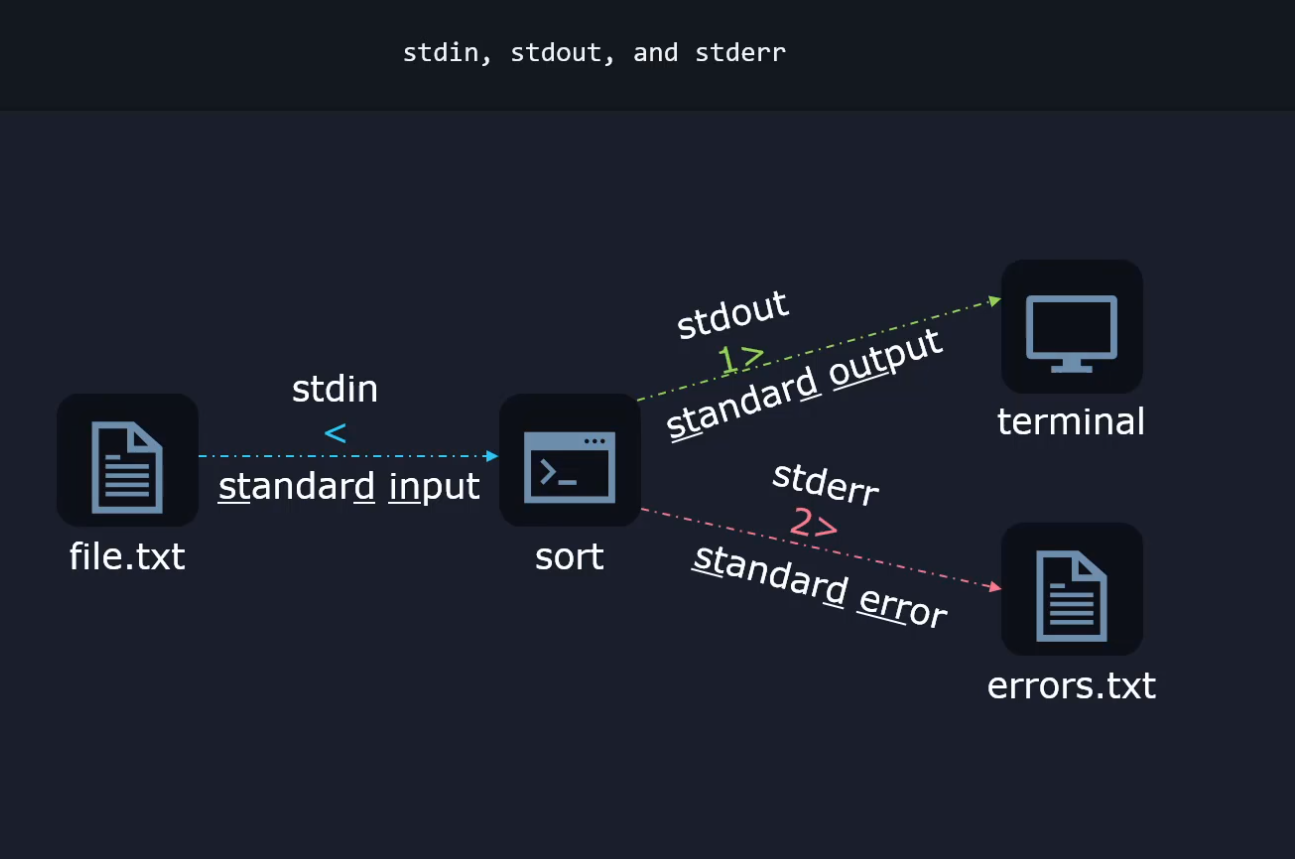 stdin, stdout, and stderr
stdin
<
standard input
file.txt
sort
stdout
1>
standard output
terminal
stderr
2>
standard error
errors.txt